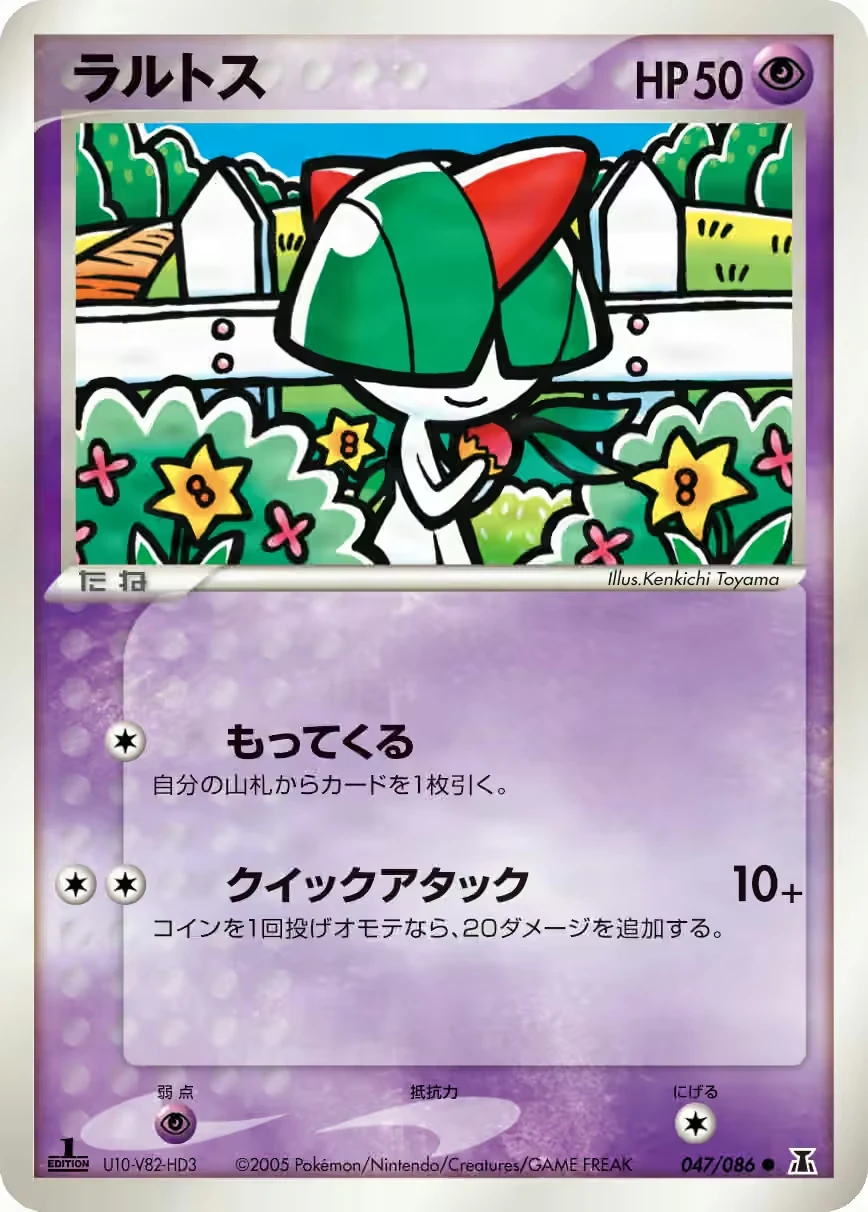 ラルトス HP50
8 8 8
たね Illus.Kenkichi Toyama
もってくる
自分の山札からカードを1枚引く。
クイックアタック 10+
コインを1回投げオモテなら、20ダメージを追加する。
弱点 抵抗力 にげる
1 EDITION U10-V82-HD3 ©2005 Pokémon/Nintendo/Creatures/GAME FREAK 047/086